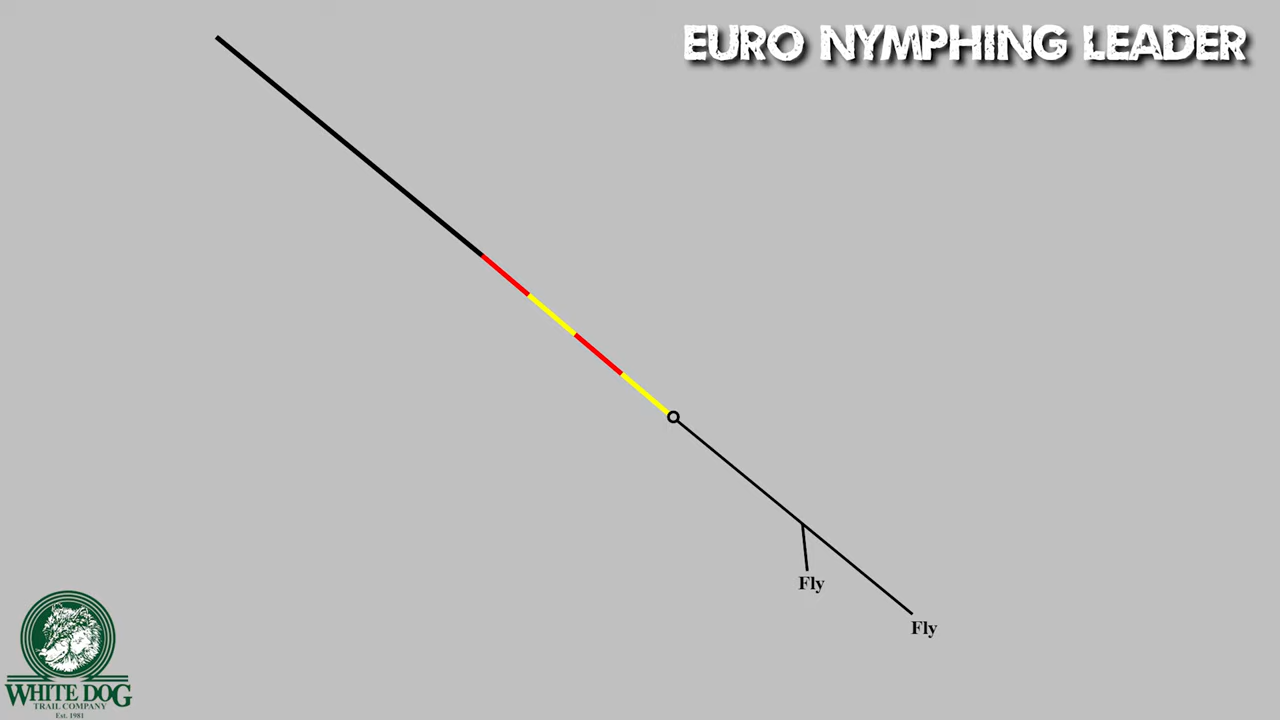 EURO NYMPHING LEADER
Fly
Fly
WHITE DOG
TRAIL COMPANY
Est. 1981